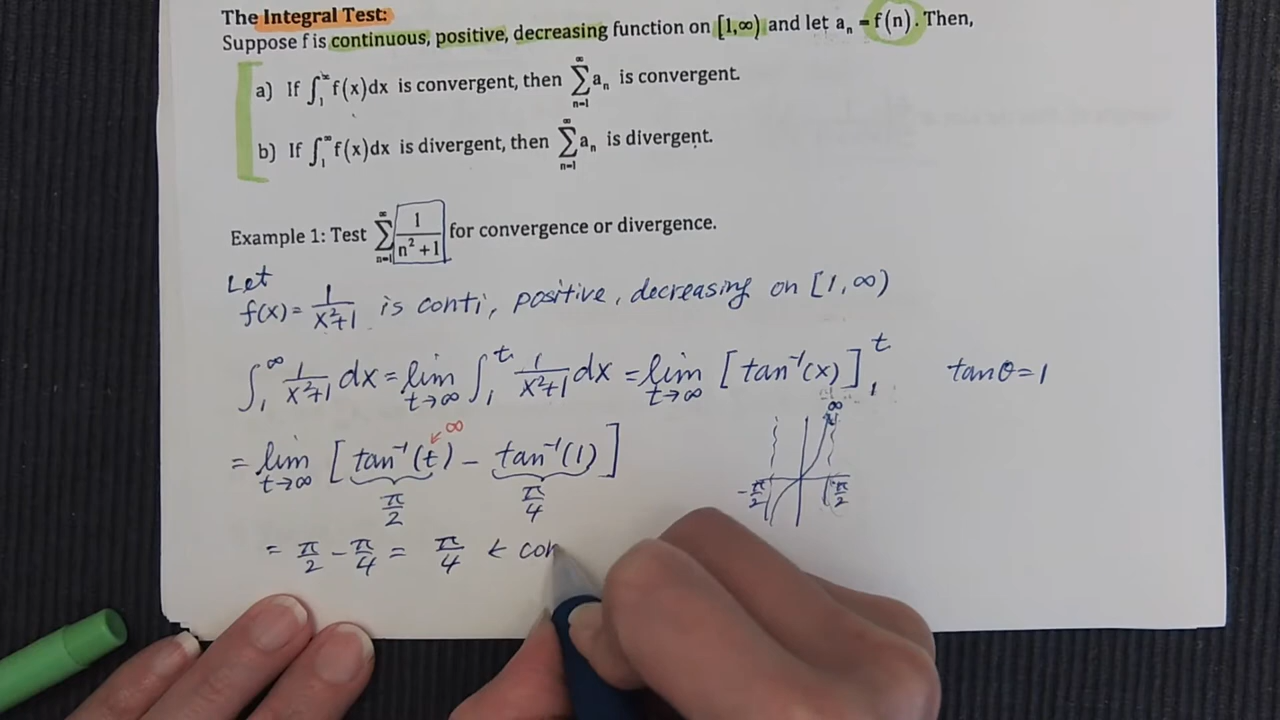 The Integral Test:
Suppose f is continuous, positive, decreasing function on [1,∞) and let aₙ = f(n). Then,
a) If ∫₁^∞ f(x)dx is convergent, then ∑_{n=1}^∞ aₙ is convergent.
b) If ∫₁^∞ f(x)dx is divergent, then ∑_{n=1}^∞ aₙ is divergent.
Example 1: Test ∑_{n=1}^∞ 1/(n²+1) for convergence or divergence.
Let
f(x)= 1/(x²+1) is conti, positive, decreasing on [1,∞)
∫₁^∞ 1/(x²+1) dx = lim_{t→∞} ∫₁^t 1/(x²+1) dx = lim_{t→∞} [tan⁻¹(x)]₁^t
tanθ=1
= lim_{t→∞} [tan⁻¹(t) - tan⁻¹(1)]
∞
π/2 π/4
∞
-π/2 π/2
= π/2 - π/4 = π/4 ← con